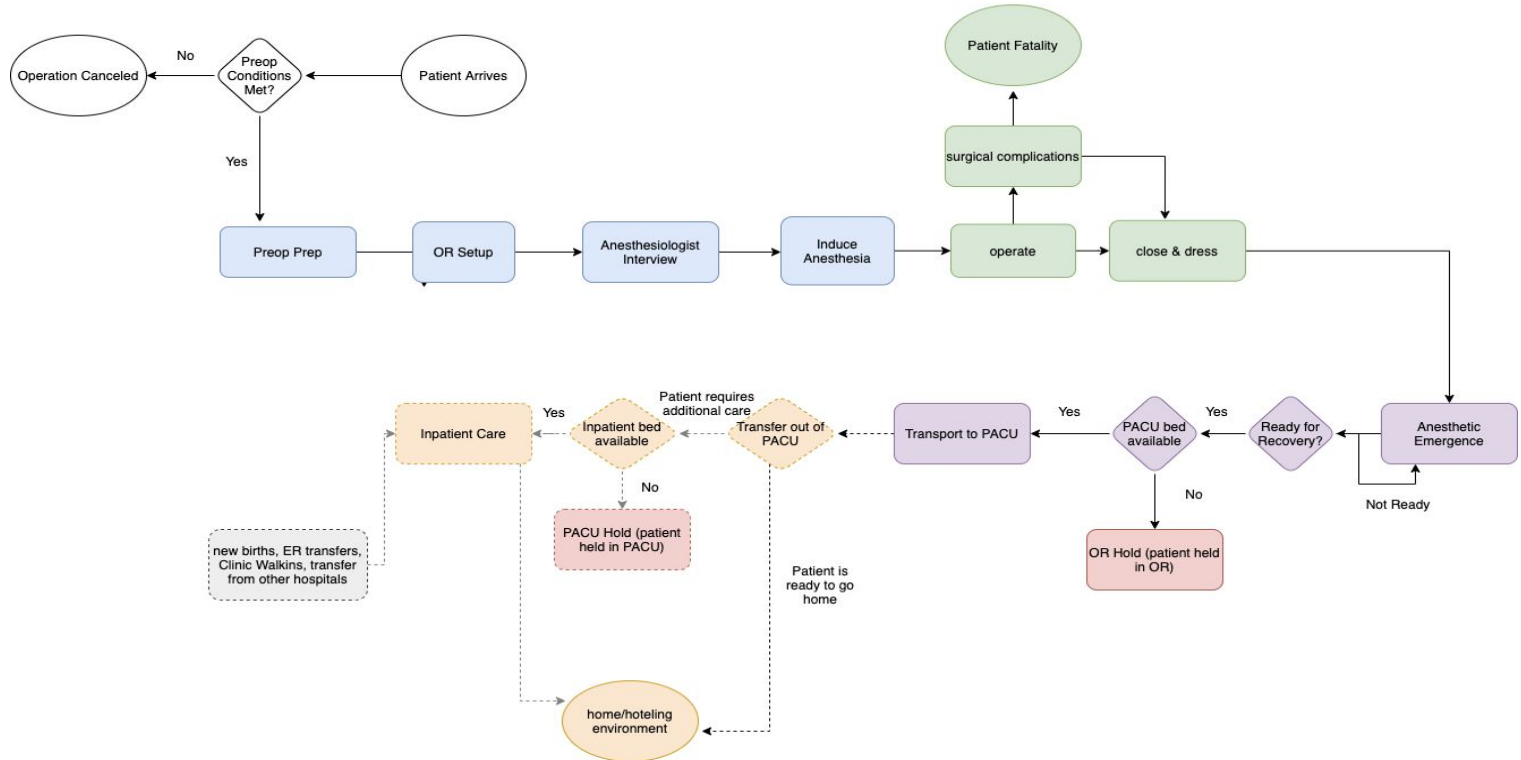 No
Operation Canceled
Preop
Conditions
Met?
Patient Arrives
Patient Fatality
Yes
surgical complications
Preop Prep
OR Setup
Anesthesiologist
Interview
Induce
Anesthesia
operate
close & dress
Inpatient Care
Yes
Inpatient bed
available
Patient requires
additional care
Transfer out of
PACU
Transport to PACU
Yes
PACU bed
available
Yes
Ready for
Recovery?
Anesthetic
Emergence
No
No
Not Ready
new births, ER transfers,
Clinic Walkins, transfer
from other hospitals
PACU Hold (patient
held in PACU)
Patient is
ready to go
home
OR Hold (patient held
in OR)
home/hoteling
environment